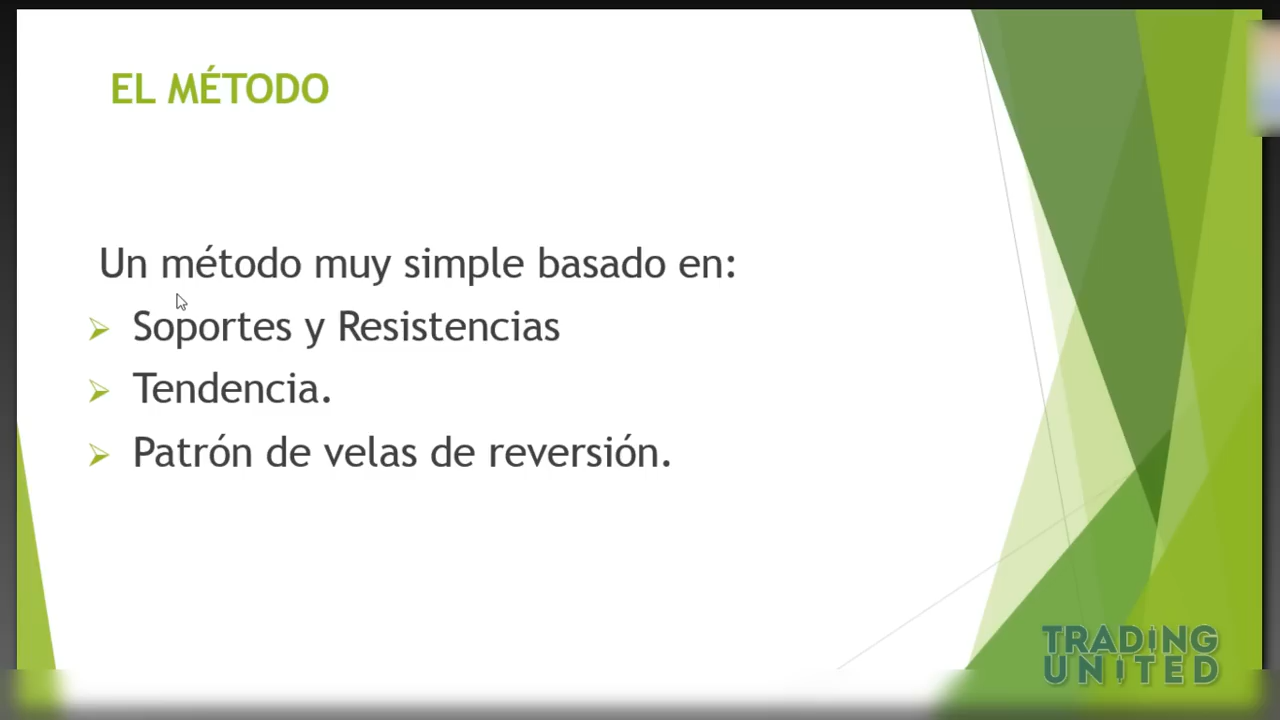 EL MÉTODO
Un método muy simple basado en:
Soportes y Resistencias
Tendencia.
Patrón de velas de reversión.
TRADING
UNITED